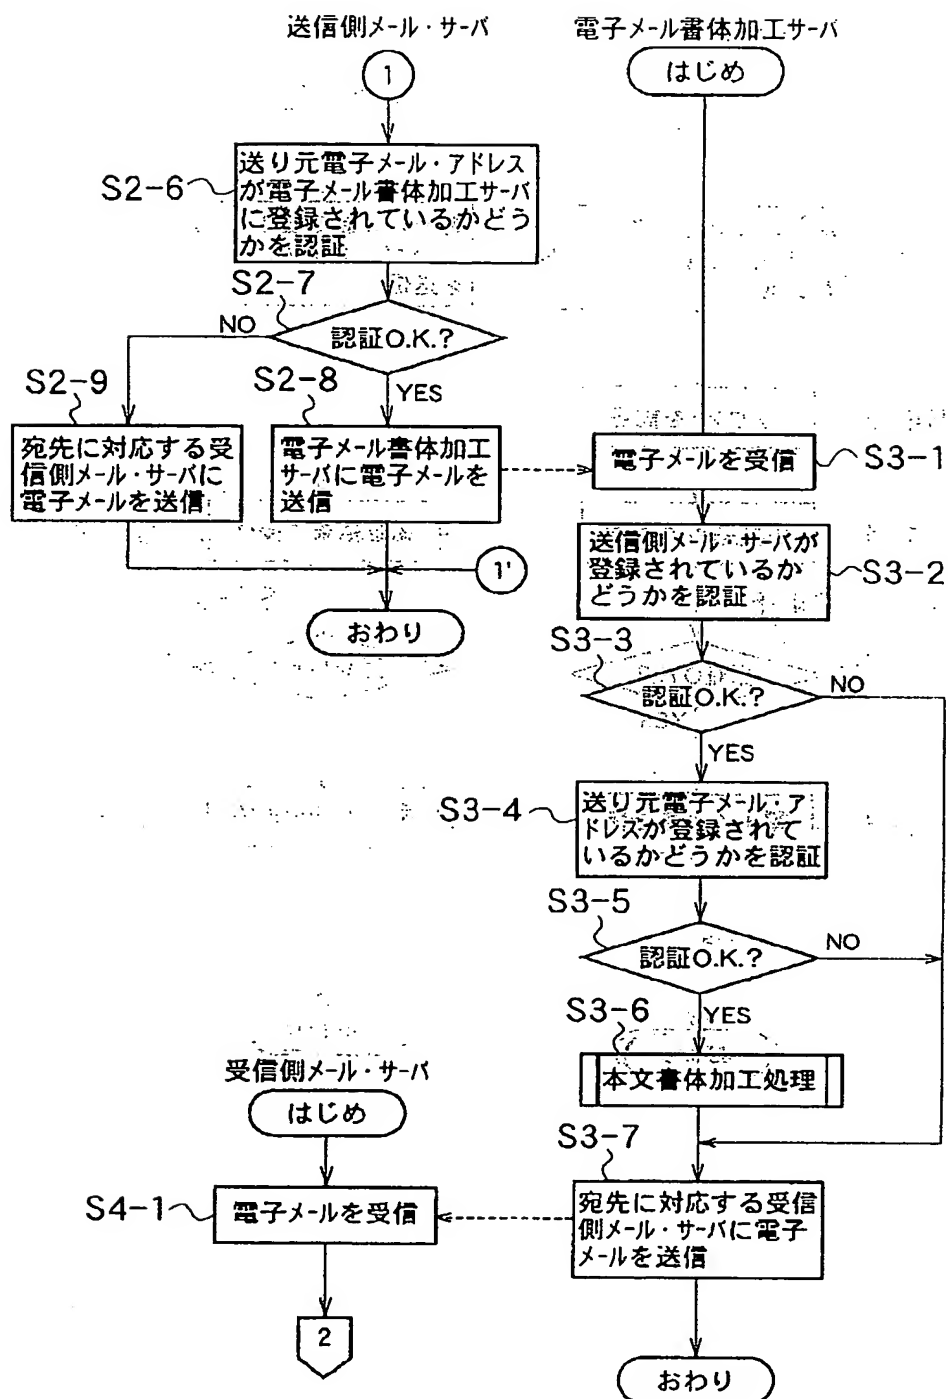 送信側メール・サーバ
1
S2-6
送り元電子メール・アドレス
が電子メール書体加工サーバ
に登録されているかどう
かを認証
S2-7
認証O.K.?
NO
YES
S2-9
宛先に対応する受
信側メール・サーバに
電子メールを送信
S2-8
電子メール書体加工
サーバに電子メールを
送信
1'
おわり
電子メール書体加工サーバ
はじめ
電子メールを受信
S3-1
送信側メール・サーバが
登録されているか
どうかを認証
S3-2
S3-3
認証O.K.?
NO
YES
S3-4
送り元電子メール・ア
ドレスが登録されて
いるかどうかを認証
S3-5
認証O.K.?
NO
YES
S3-6
本文書体加工処理
S3-7
宛先に対応する受信
側メール・サーバに電子
メールを送信
おわり
受信側メール・サーバ
はじめ
S4-1
電子メールを受信
2